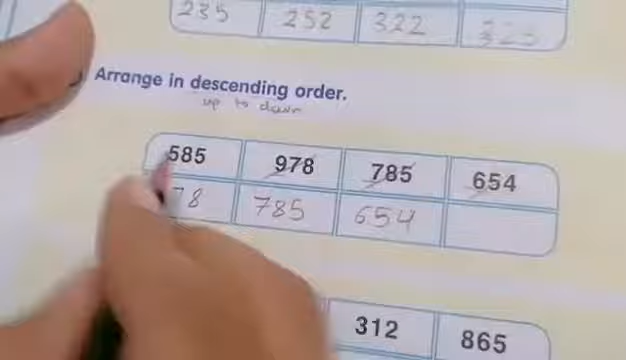 235 252 322 323
Arrange in descending order.
up to down
585 978 785 654
78 785 654
312 865